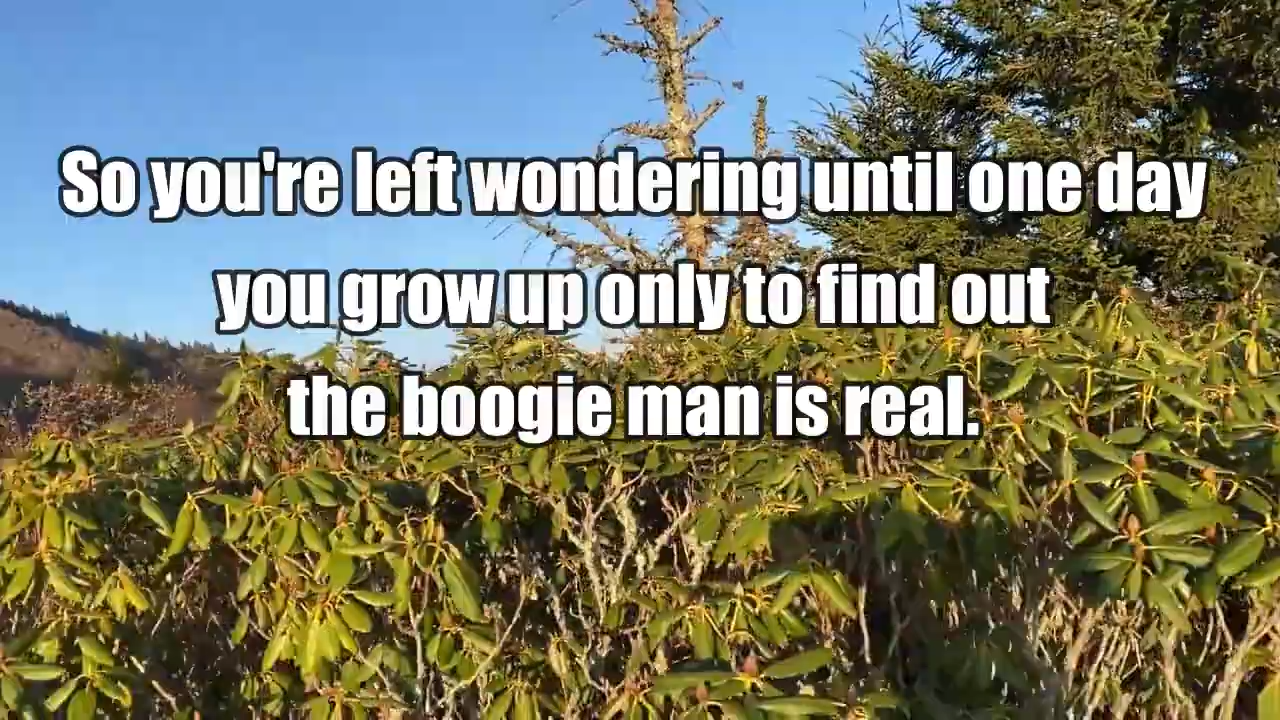 So you're left wondering until one day
you grow up only to find out
the boogie man is real.